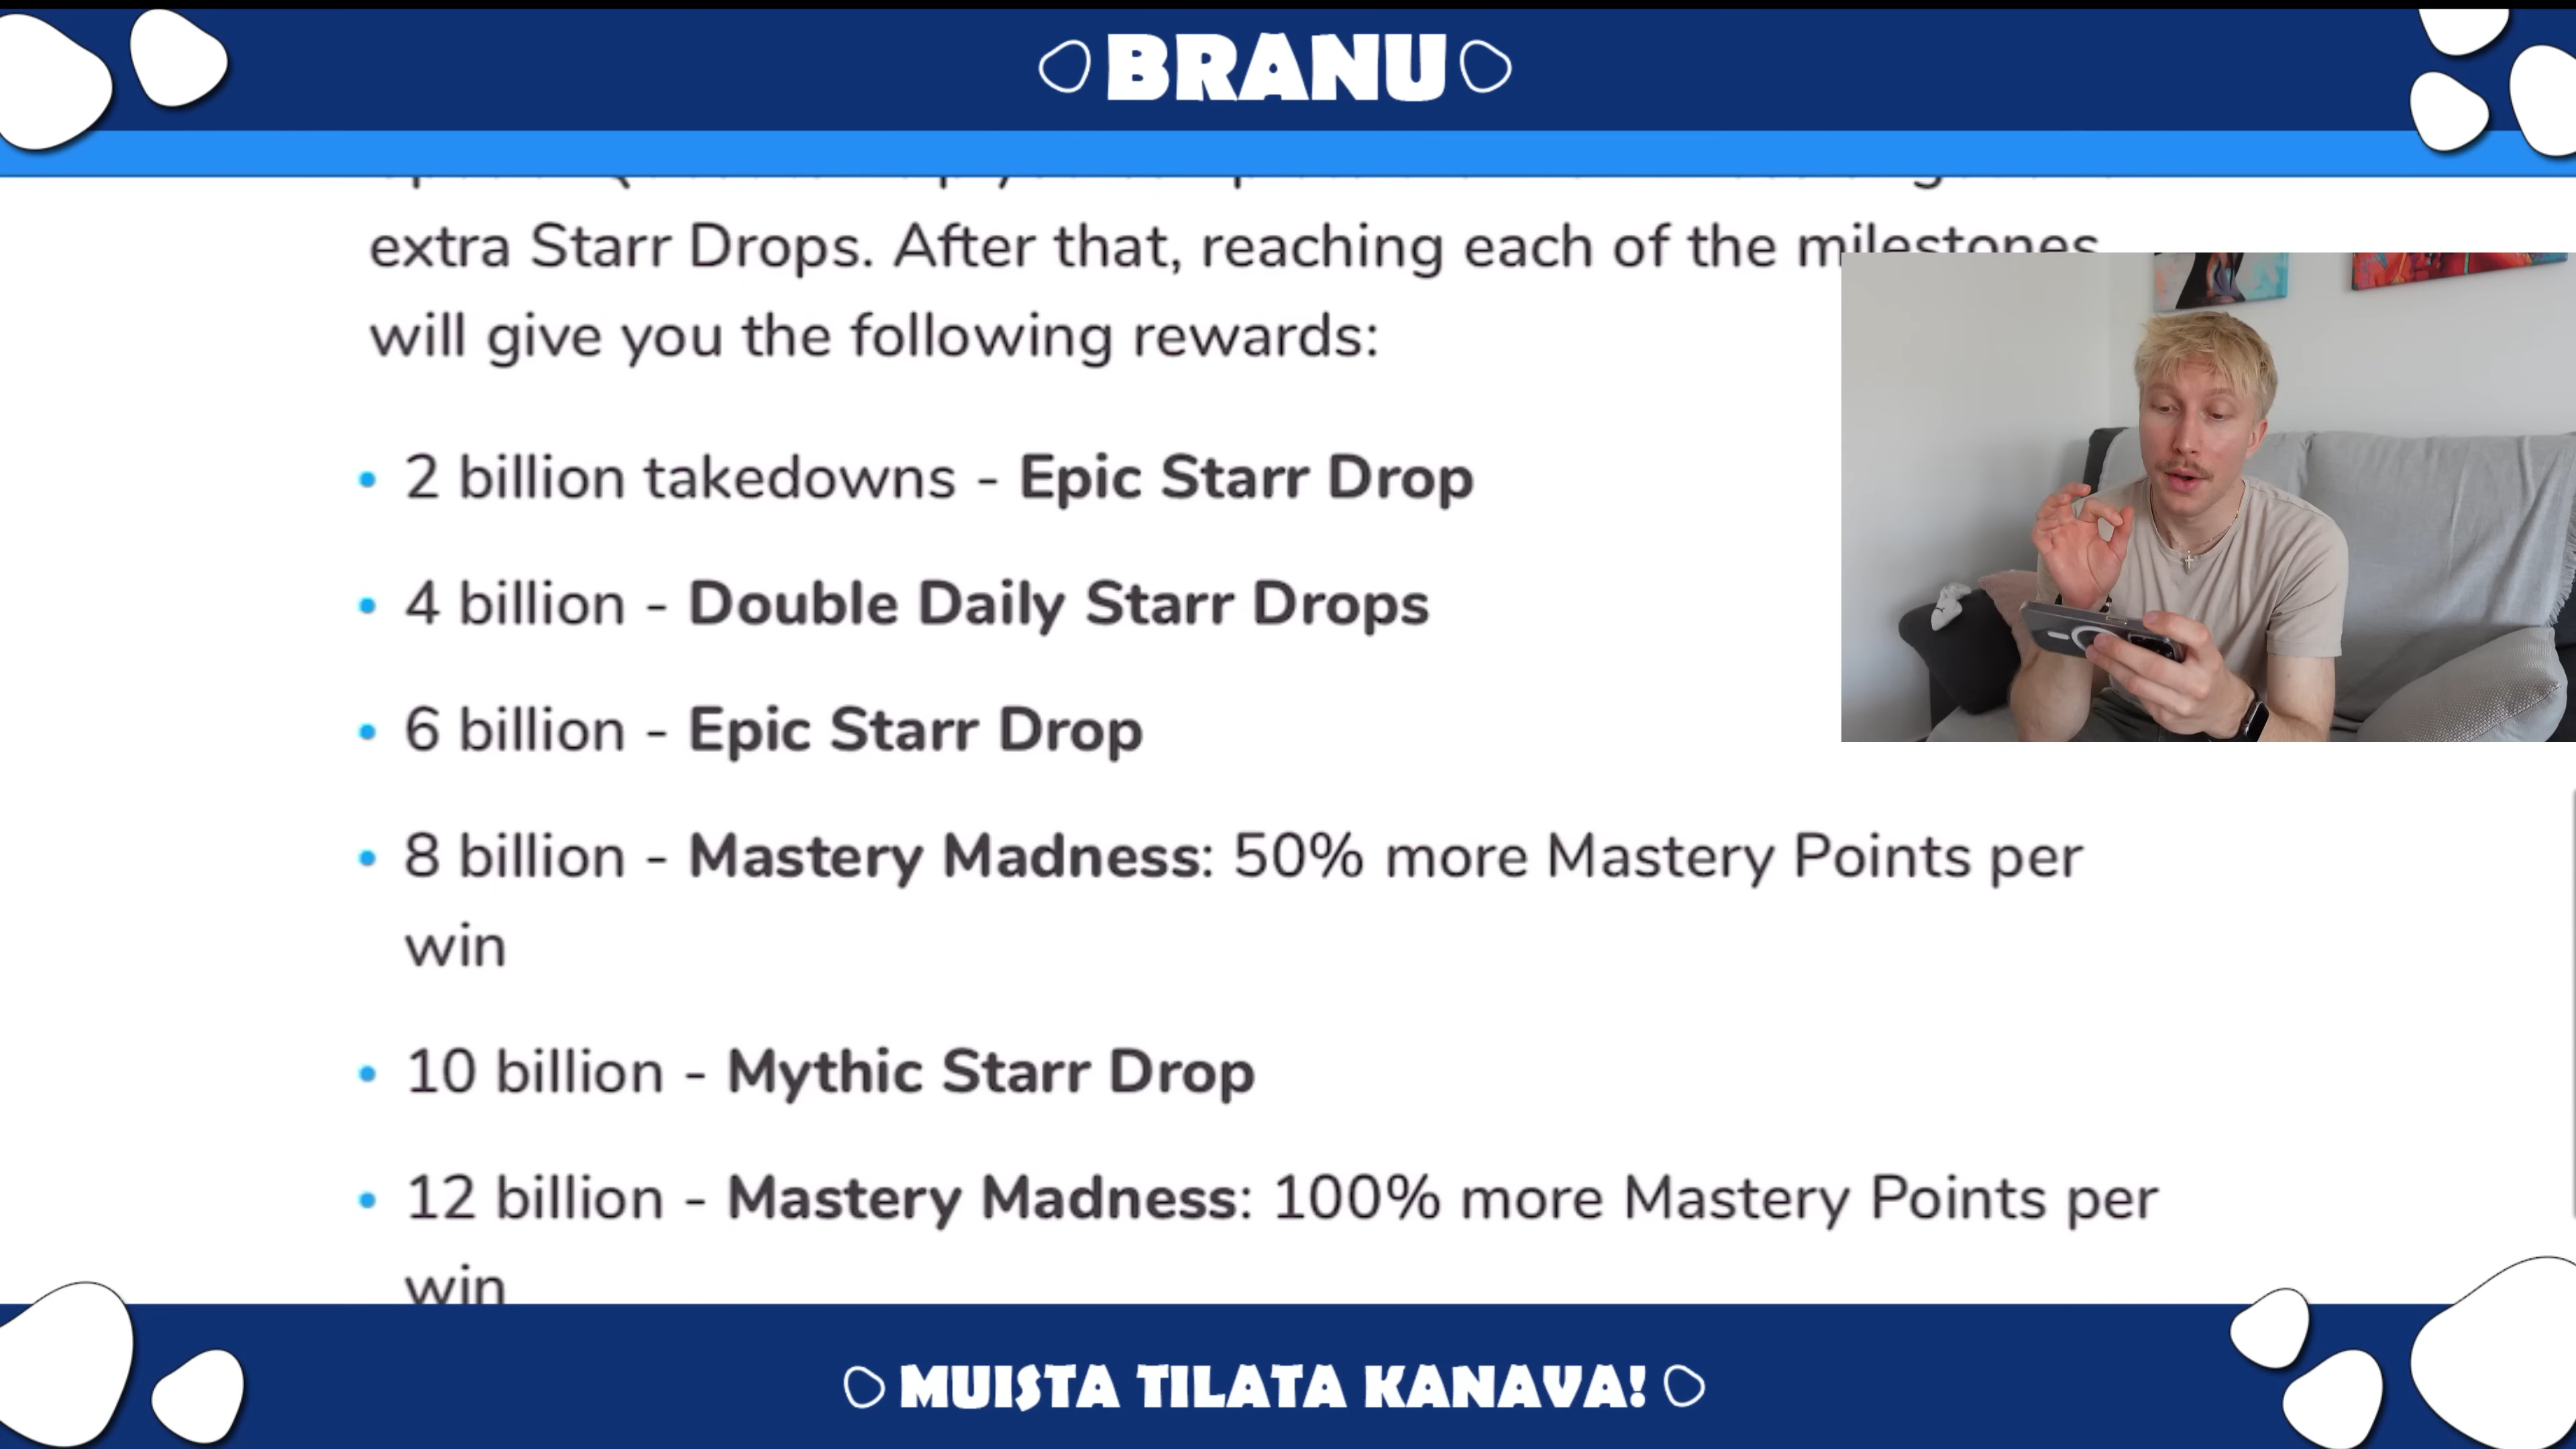 BRANU
extra Starr Drops. After that, reaching each of the milestones
will give you the following rewards:
• 2 billion takedowns - Epic Starr Drop
• 4 billion - Double Daily Starr Drops
• 6 billion - Epic Starr Drop
• 8 billion - Mastery Madness: 50% more Mastery Points per
win
• 10 billion - Mythic Starr Drop
• 12 billion - Mastery Madness: 100% more Mastery Points per
win
MUISTA TILATA KANAVA!